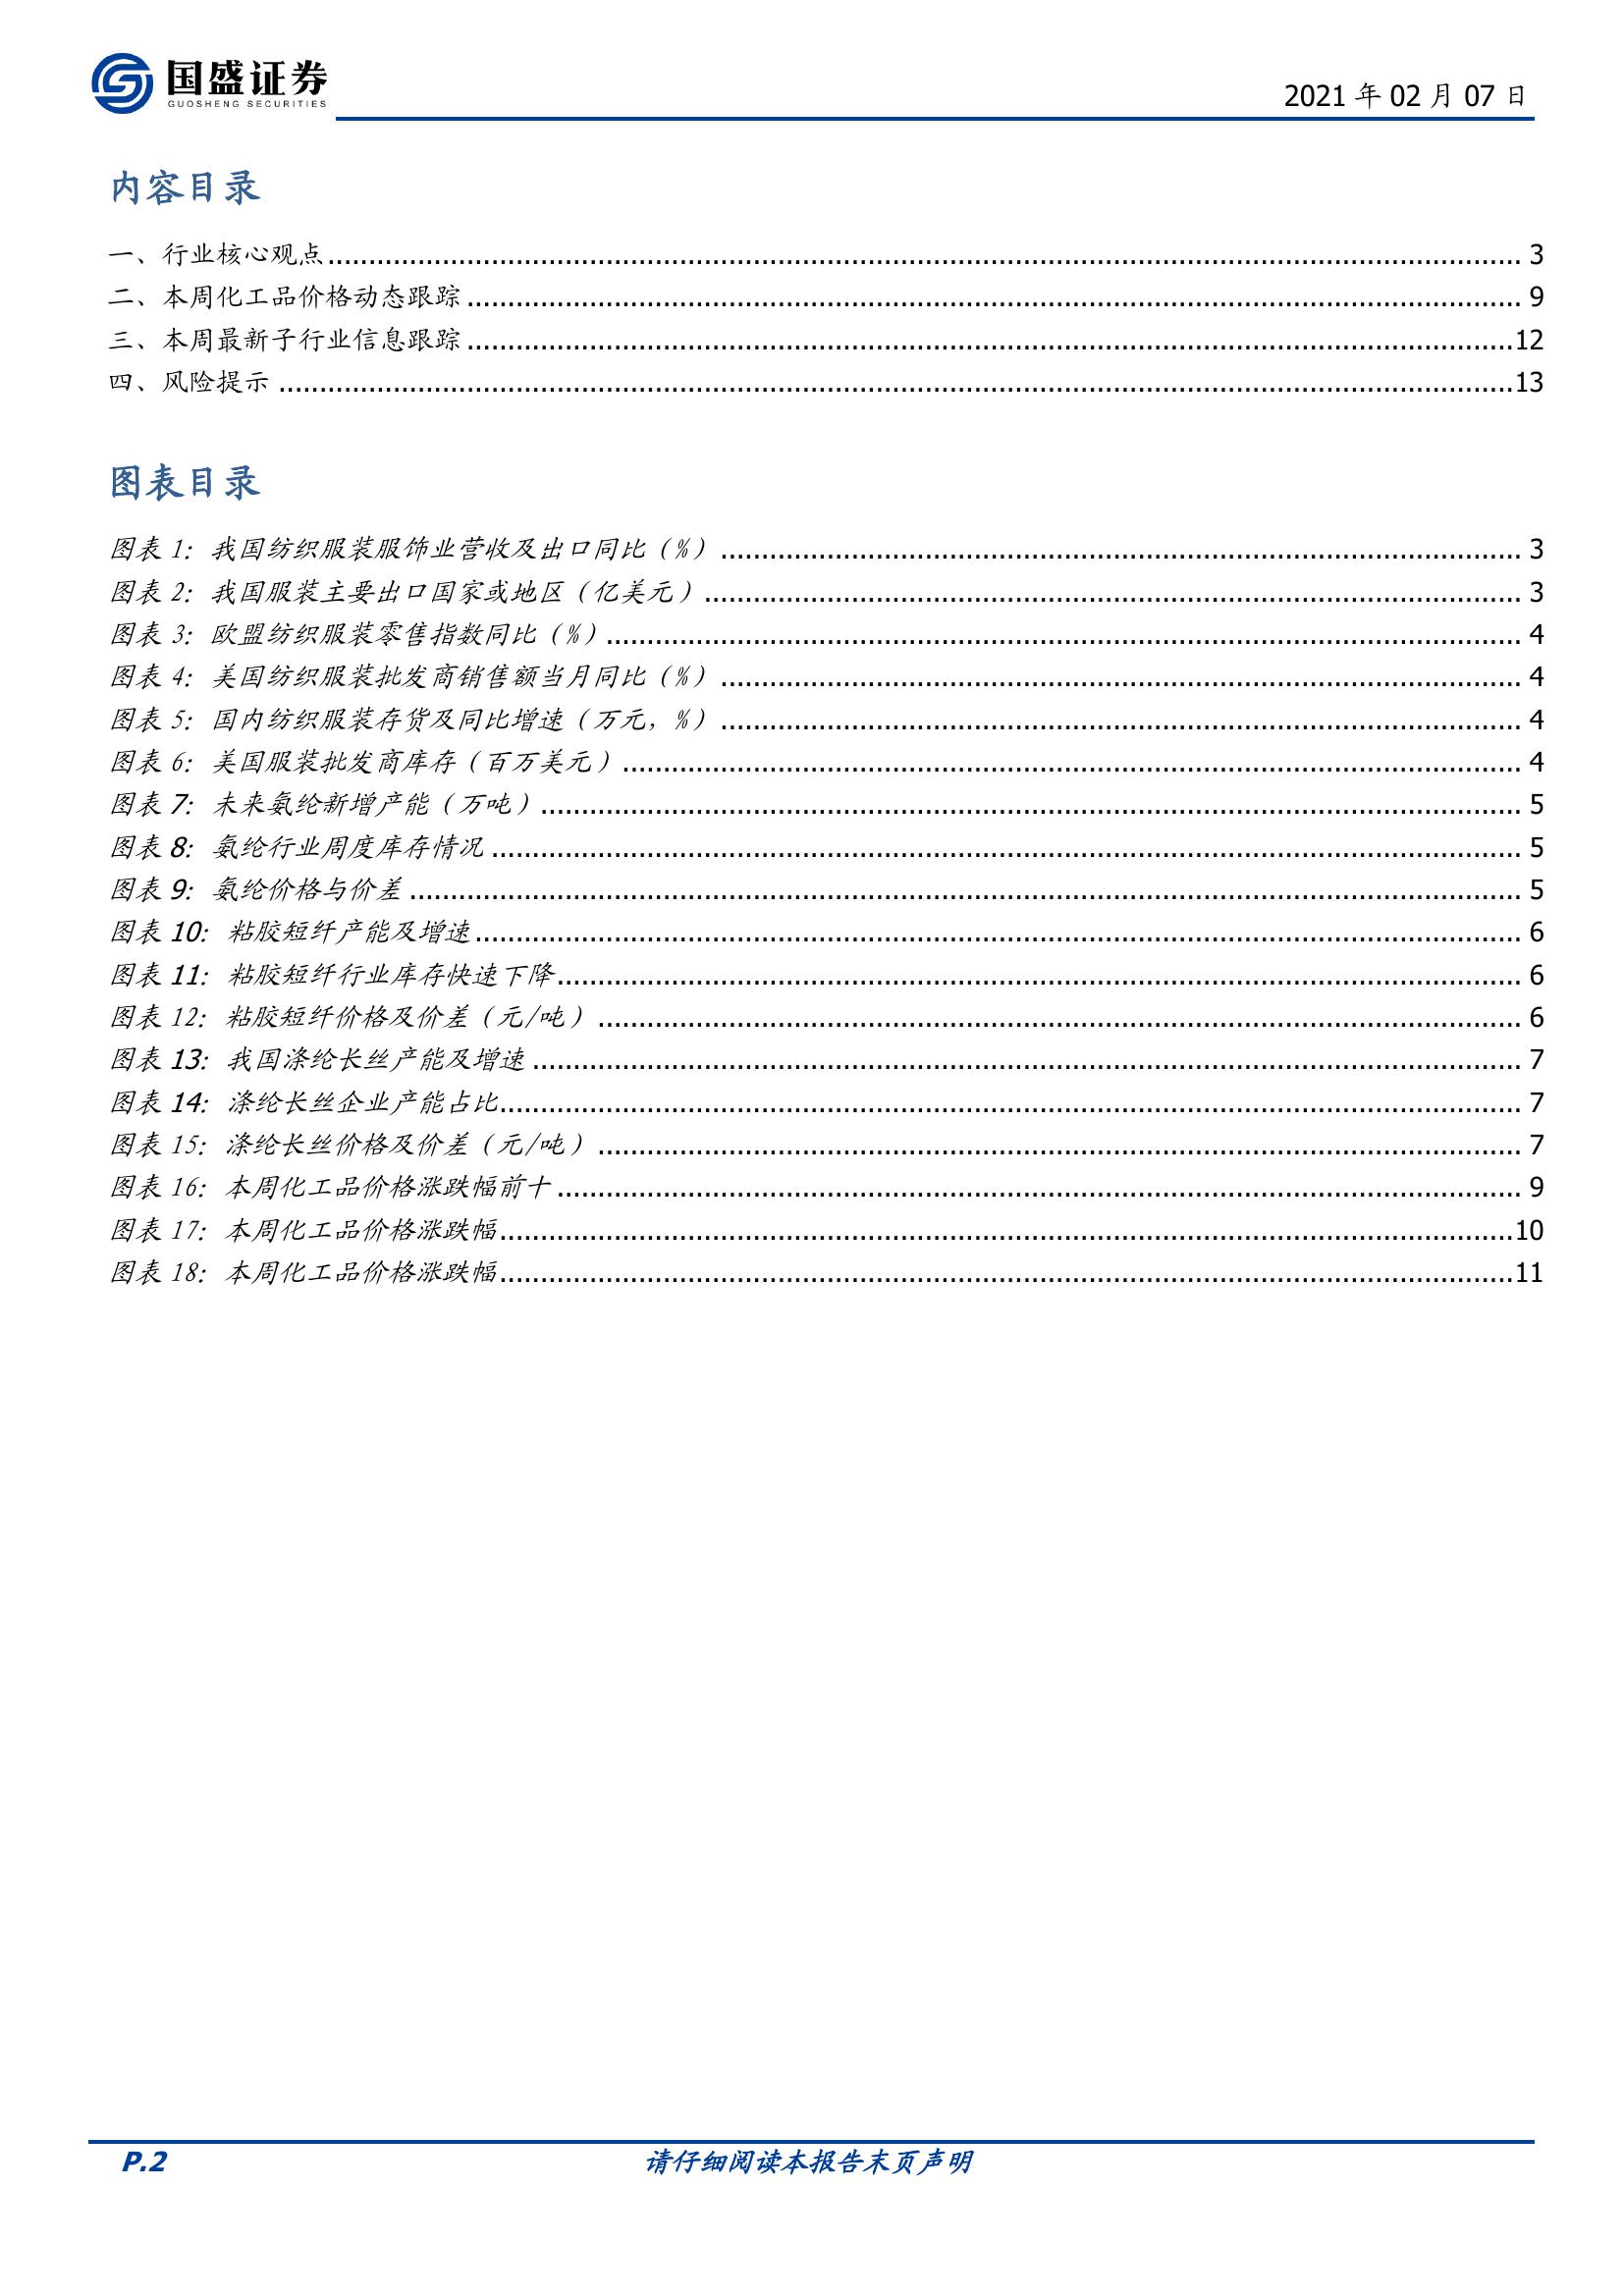 国盛证券
GUOSHENG SECURITIES
2021 年 02 月 07 日
内容目录
一、行业核心观点........................................ 3
二、本周化工品价格动态跟踪........................................ 9
三、本周最新子行业信息跟踪........................................12
四、风险提示........................................13
图表目录
图表 1：我国纺织服装服饰业营收及出口同比（%）........................................ 3
图表 2：我国服装主要出口国家或地区（亿美元）........................................ 3
图表 3：欧盟纺织服装零售指数同比（%）........................................ 4
图表 4：美国纺织服装批发商销售额当月同比（%）........................................ 4
图表 5：国内纺织服装存货及同比增速（万元，%）........................................ 4
图表 6：美国服装批发商库存（百万美元）........................................ 4
图表 7：未来氨纶新增产能（万吨）........................................ 5
图表 8：氨纶行业周度库存情况........................................ 5
图表 9：氨纶价格与价差........................................ 5
图表 10：粘胶短纤产能及增速........................................ 6
图表 11：粘胶短纤行业库存快速下降........................................ 6
图表 12：粘胶短纤价格及价差（元/吨）........................................ 6
图表 13：我国涤纶长丝产能及增速........................................ 7
图表 14：涤纶长丝企业产能占比........................................ 7
图表 15：涤纶长丝价格及价差（元/吨）........................................ 7
图表 16：本周化工品价格涨跌幅前十........................................ 9
图表 17：本周化工品价格涨跌幅........................................10
图表 18：本周化工品价格涨跌幅........................................11
P.2
请仔细阅读本报告末页声明